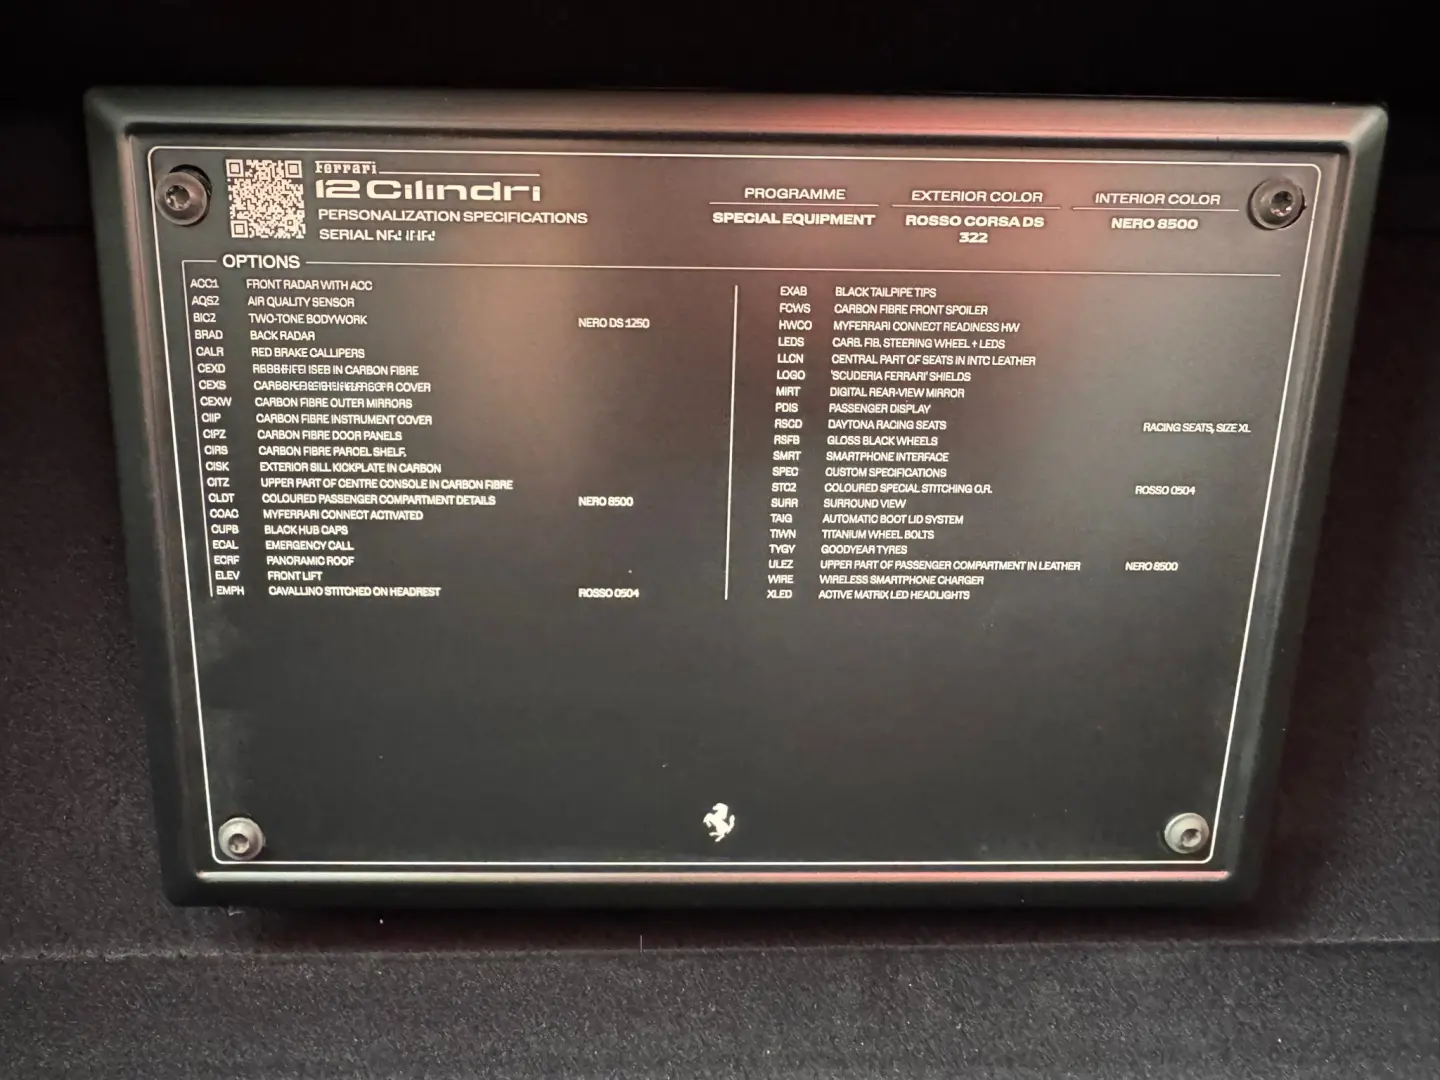 Ferrari
12Cilindri
PERSONALIZATION SPECIFICATIONS
SERIAL
PROGRAMME
SPECIAL EQUIPMENT
EXTERIOR COLOR
ROSSO CORSA DS
322
INTERIOR COLOR
NERO 8500
OPTIONS
ACC1 FRONT RADAR WITH ACC
AQS2 AIR QUALITY SENSOR
BIC2 TWO-TONE BODYWORK NERO DS 1250
BRAD BACK RADAR
CALR RED BRAKE CALLIPERS
CEXD IN CARBON FIBRE
CEXS COVER
CEXW CARBON FIBRE OUTER MIRRORS
CIIP CARBON FIBRE INSTRUMENT COVER
CIPZ CARBON FIBRE DOOR PANELS
CIRS CARBON FIBRE PARCEL SHELF.
CISK EXTERIOR SILL KICKPLATE IN CARBON
CITZ UPPER PART OF CENTRE CONSOLE IN CARBON FIBRE
CLDT COLOURED PASSENGER COMPARTMENT DETAILS NERO 8500
COAC MYFERRARI CONNECT ACTIVATED
CUPB BLACK HUB CAPS
ECAL EMERGENCY CALL
ECRF PANORAMIC ROOF
ELEV FRONT LIFT
EMPH CAVALLINO STITCHED ON HEADREST ROSSO 0504
EXAB BLACK TAILPIPE TIPS
FCWS CARBON FIBRE FRONT SPOILER
HWCO MYFERRARI CONNECT READINESS HW
LEDS CARB. FIB. STEERING WHEEL + LEDS
LLCN CENTRAL PART OF SEATS IN INTC LEATHER
LOGO 'SCUDERIA FERRARI' SHIELDS
MIRT DIGITAL REAR-VIEW MIRROR
PDIS PASSENGER DISPLAY
RSCD DAYTONA RACING SEATS RACING SEATS, SIZE XL
RSFB GLOSS BLACK WHEELS
SMRT SMARTPHONE INTERFACE
SPEC CUSTOM SPECIFICATIONS
STC2 COLOURED SPECIAL STITCHING O.R. ROSSO 0504
SURR SURROUND VIEW
TAIG AUTOMATIC BOOT LID SYSTEM
TIWN TITANIUM WHEEL BOLTS
TYGY GOODYEAR TYRES
ULEZ UPPER PART OF PASSENGER COMPARTMENT IN LEATHER NERO 8500
WIRE WIRELESS SMARTPHONE CHARGER
XLED ACTIVE MATRIX LED HEADLIGHTS